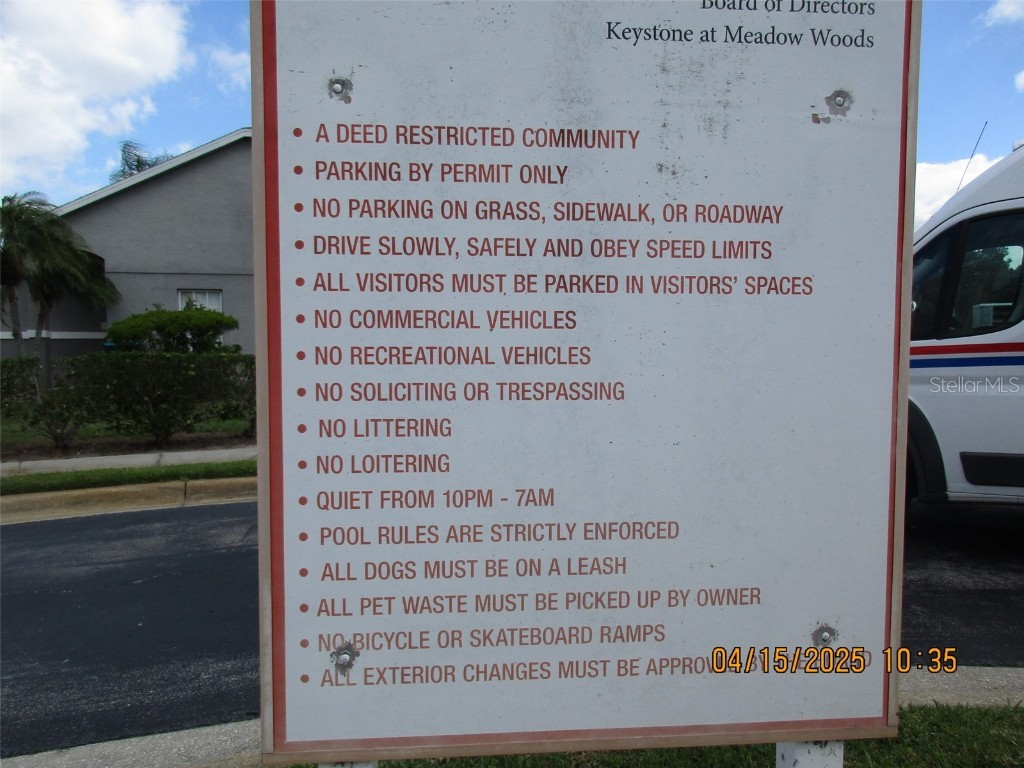 Board of Directors
Keystone at Meadow Woods
• A DEED RESTRICTED COMMUNITY
• PARKING BY PERMIT ONLY
• NO PARKING ON GRASS, SIDEWALK, OR ROADWAY
• DRIVE SLOWLY, SAFELY AND OBEY SPEED LIMITS
• ALL VISITORS MUST BE PARKED IN VISITORS' SPACES
• NO COMMERCIAL VEHICLES
• NO RECREATIONAL VEHICLES
• NO SOLICITING OR TRESPASSING
• NO LITTERING
• NO LOITERING
• QUIET FROM 10PM - 7AM
• POOL RULES ARE STRICTLY ENFORCED
• ALL DOGS MUST BE ON A LEASH
• ALL PET WASTE MUST BE PICKED UP BY OWNER
• NO BICYCLE OR SKATEBOARD RAMPS
• ALL EXTERIOR CHANGES MUST BE
04/15/2025 10:35
StellarMLS